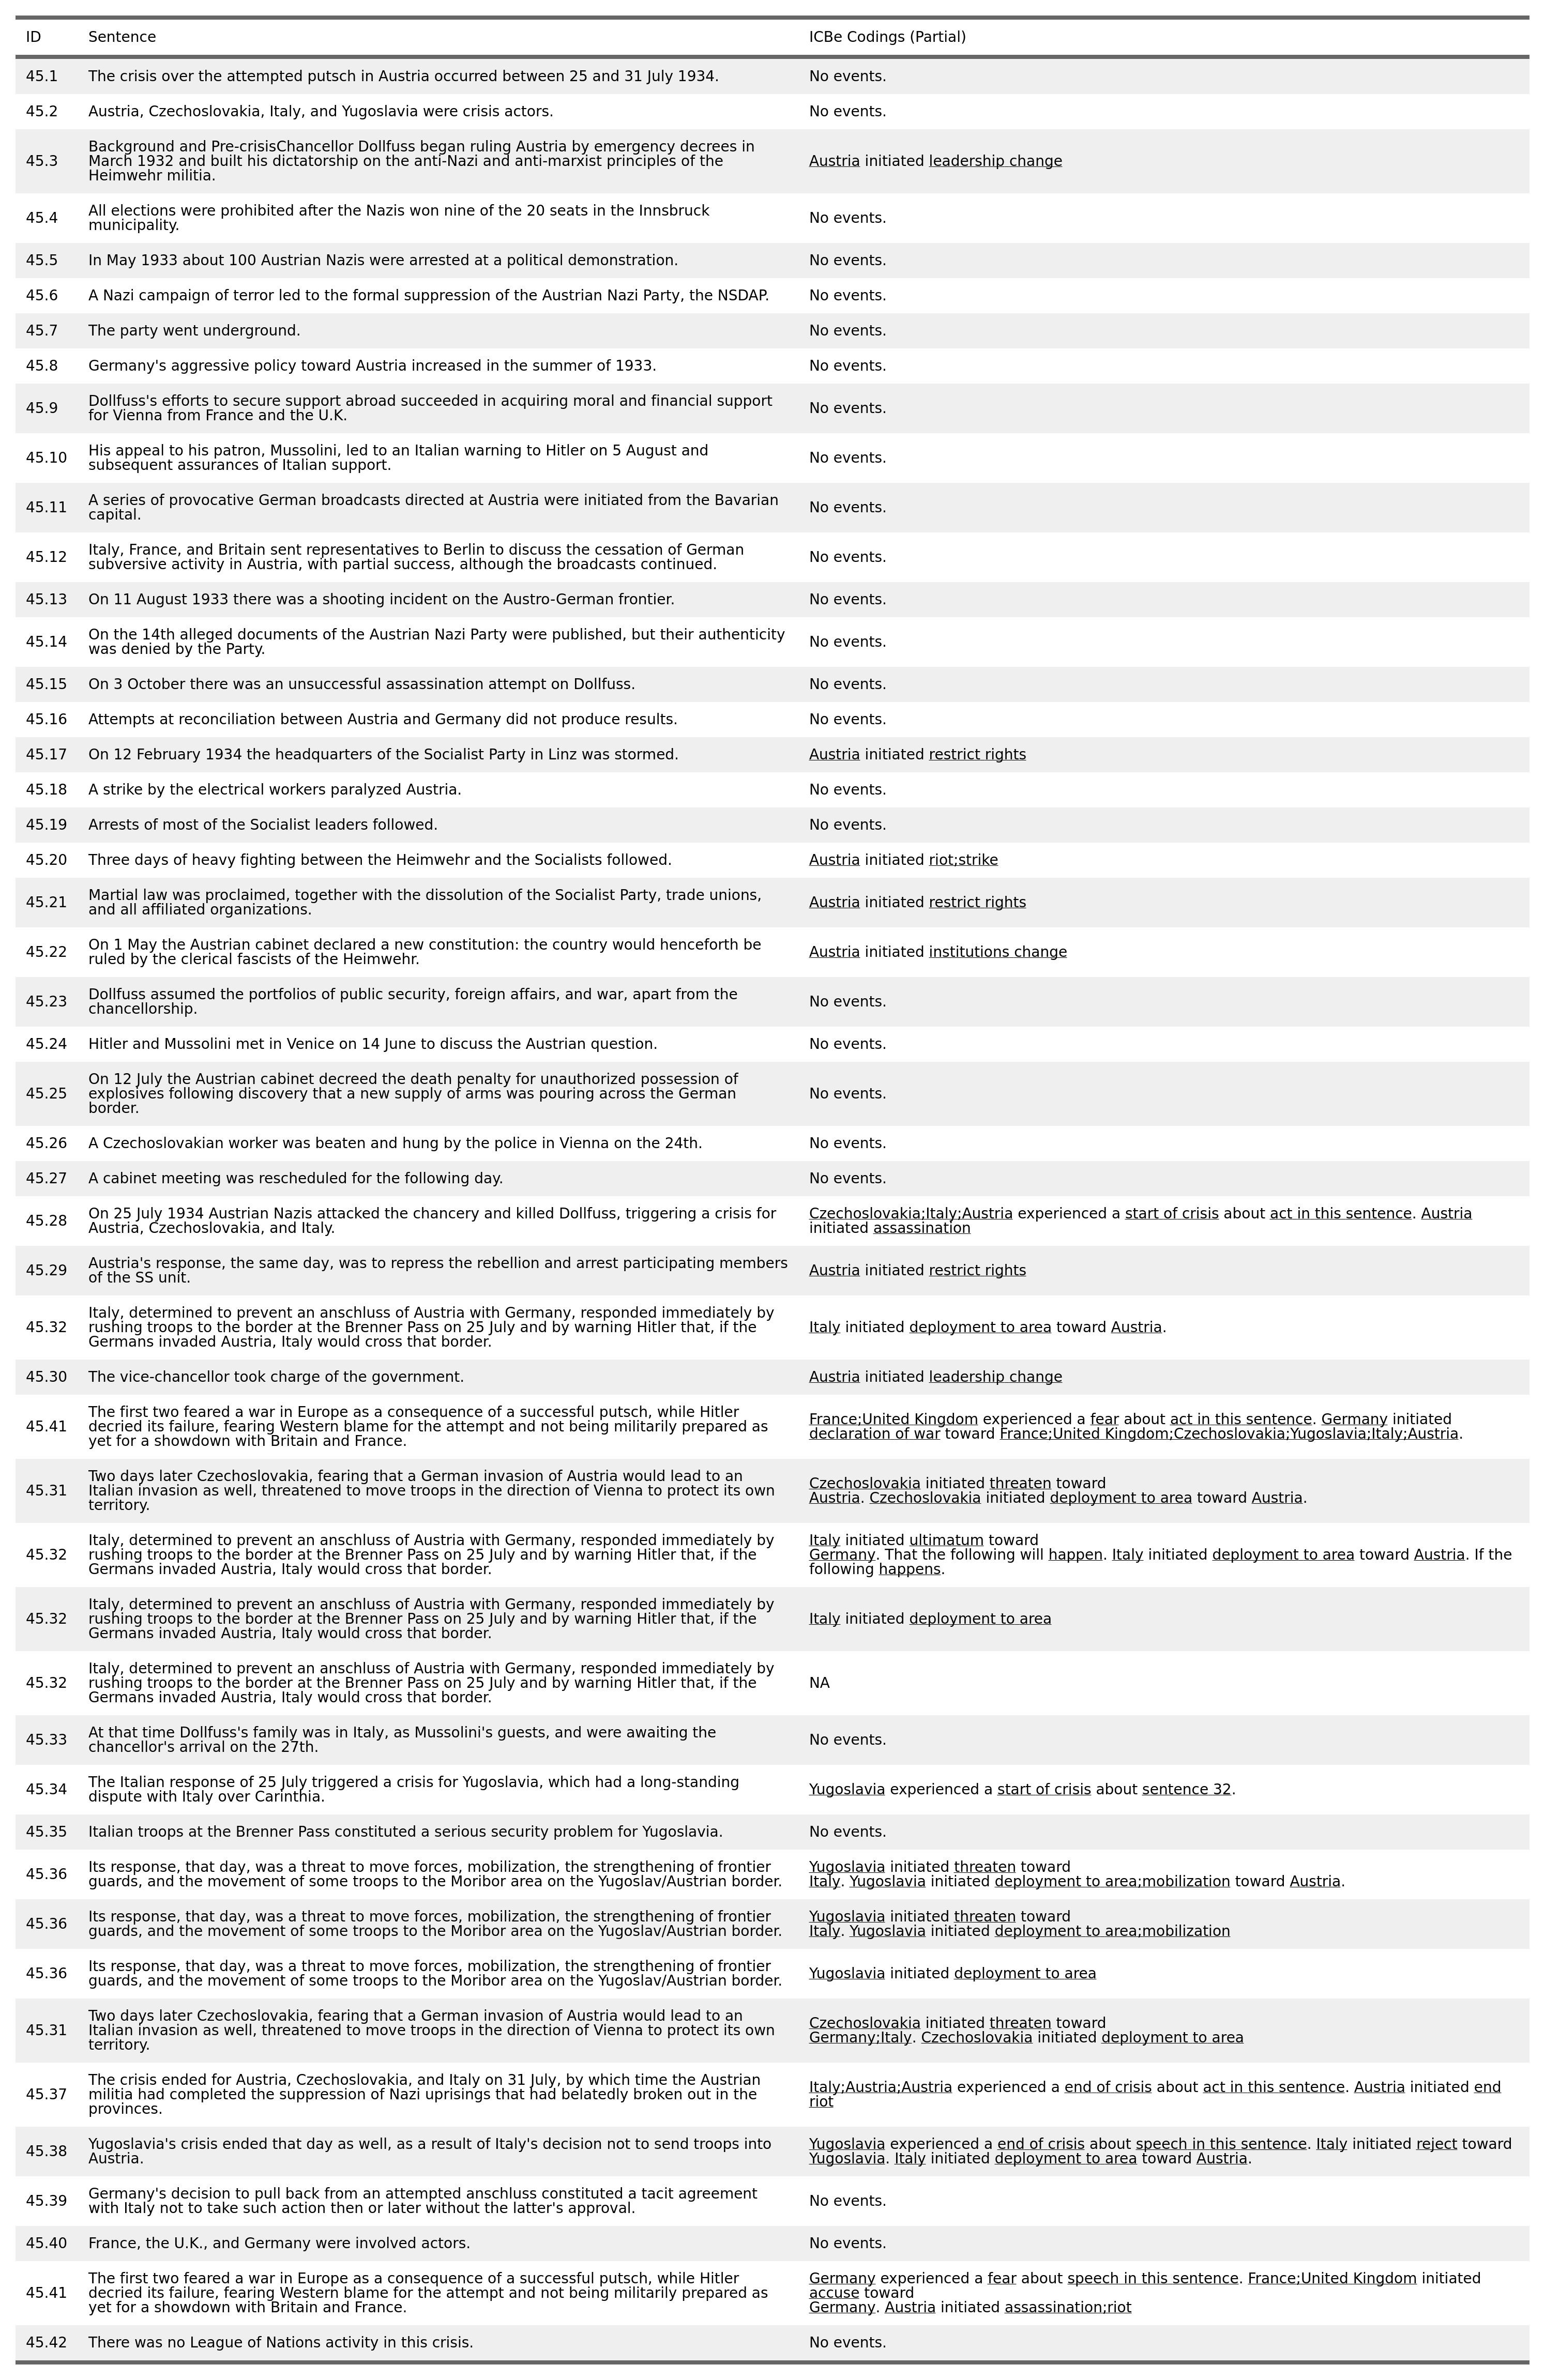 ID Sentence ICBe Codings (Partial)
45.1 The crisis over the attempted putsch in Austria occurred between 25 and 31 July 1934. No events.
45.2 Austria, Czechoslovakia, Italy, and Yugoslavia were crisis actors. No events.
Background and Pre-crisisChancellor Dollfuss began ruling Austria by emergency decrees in
45.3 March 1932 and built his dictatorship on the anti-Nazi and anti-marxist principles of the Austria initiated leadership change
Heimwehr militia.
All elections were prohibited after the Nazis won nine of the 20 seats in the Innsbruck
45.4 municipality. No events.
45.5 In May 1933 about 100 Austrian Nazis were arrested at a political demonstration. No events.
45.6 A Nazi campaign of terror led to the formal suppression of the Austrian Nazi Party, the NSDAP. No events.
45.7 The party went underground. No events.
45.8 Germany's aggressive policy toward Austria increased in the summer of 1933. No events.
Dollfuss's efforts to secure support abroad succeeded in acquiring moral and financial support
45.9 for Vienna from France and the U.K. No events.
His appeal to his patron, Mussolini, led to an Italian warning to Hitler on 5 August and
45.10 subsequent assurances of Italian support. No events.
A series of provocative German broadcasts directed at Austria were initiated from the Bavarian
45.11 capital. No events.
Italy, France, and Britain sent representatives to Berlin to discuss the cessation of German
45.12 subversive activity in Austria, with partial success, although the broadcasts continued. No events.
45.13 On 11 August 1933 there was a shooting incident on the Austro-German frontier. No events.
On the 14th alleged documents of the Austrian Nazi Party were published, but their authenticity
45.14 was denied by the Party. No events.
45.15 On 3 October there was an unsuccessful assassination attempt on Dollfuss. No events.
45.16 Attempts at reconciliation between Austria and Germany did not produce results. No events.
45.17 On 12 February 1934 the headquarters of the Socialist Party in Linz was stormed. Austria initiated restrict rights
45.18 A strike by the electrical workers paralyzed Austria. No events.
45.19 Arrests of most of the Socialist leaders followed. No events.
45.20 Three days of heavy fighting between the Heimwehr and the Socialists followed. Austria initiated riot;strike
Martial law was proclaimed, together with the dissolution of the Socialist Party, trade unions,
45.21 and all affiliated organizations. Austria initiated restrict rights
On 1 May the Austrian cabinet declared a new constitution: the country would henceforth be
45.22 ruled by the clerical fascists of the Heimwehr. Austria initiated institutions change
Dollfuss assumed the portfolios of public security, foreign affairs, and war, apart from the
45.23 chancellorship. No events.
45.24 Hitler and Mussolini met in Venice on 14 June to discuss the Austrian question. No events.
On 12 July the Austrian cabinet decreed the death penalty for unauthorized possession of
45.25 explosives following discovery that a new supply of arms was pouring across the German No events.
border.
45.26 A Czechoslovakian worker was beaten and hung by the police in Vienna on the 24th. No events.
45.27 A cabinet meeting was rescheduled for the following day. No events.
On 25 July 1934 Austrian Nazis attacked the chancery and killed Dollfuss, triggering a crisis for Czechoslovakia;Italy;Austria experienced a start of crisis about act in this sentence. Austria
45.28 Austria, Czechoslovakia, and Italy. initiated assassination
Austria's response, the same day, was to repress the rebellion and arrest participating members
45.29 of the SS unit. Austria initiated restrict rights
Italy, determined to prevent an anschluss of Austria with Germany, responded immediately by
45.32 rushing troops to the border at the Brenner Pass on 25 July and by warning Hitler that, if the Italy initiated deployment to area toward Austria.
Germans invaded Austria, Italy would cross that border.
45.30 The vice-chancellor took charge of the government. Austria initiated leadership change
The first two feared a war in Europe as a consequence of a successful putsch, while Hitler France;United Kingdom experienced a fear about act in this sentence. Germany initiated
45.41 decried its failure, fearing Western blame for the attempt and not being militarily prepared as declaration of war toward France;United Kingdom;Czechoslovakia;Yugoslavia;Italy;Austria.
yet for a showdown with Britain and France.
Two days later Czechoslovakia, fearing that a German invasion of Austria would lead to an Czechoslovakia initiated threaten toward
45.31 Italian invasion as well, threatened to move troops in the direction of Vienna to protect its own Austria. Czechoslovakia initiated deployment to area toward Austria.
territory.
Italy, determined to prevent an anschluss of Austria with Germany, responded immediately by Italy initiated ultimatum toward
45.32 rushing troops to the border at the Brenner Pass on 25 July and by warning Hitler that, if the Germany. That the following will happen. Italy initiated deployment to area toward Austria. If the
Germans invaded Austria, Italy would cross that border. following happens.
Italy, determined to prevent an anschluss of Austria with Germany, responded immediately by
45.32 rushing troops to the border at the Brenner Pass on 25 July and by warning Hitler that, if the Italy initiated deployment to area
Germans invaded Austria, Italy would cross that border.
Italy, determined to prevent an anschluss of Austria with Germany, responded immediately by
45.32 rushing troops to the border at the Brenner Pass on 25 July and by warning Hitler that, if the NA
Germans invaded Austria, Italy would cross that border.
At that time Dollfuss's family was in Italy, as Mussolini's guests, and were awaiting the
45.33 chancellor's arrival on the 27th. No events.
The Italian response of 25 July triggered a crisis for Yugoslavia, which had a long-standing
45.34 dispute with Italy over Carinthia. Yugoslavia experienced a start of crisis about sentence 32.
45.35 Italian troops at the Brenner Pass constituted a serious security problem for Yugoslavia. No events.
Its response, that day, was a threat to move forces, mobilization, the strengthening of frontier Yugoslavia initiated threaten toward
45.36 guards, and the movement of some troops to the Moribor area on the Yugoslav/Austrian border. Italy. Yugoslavia initiated deployment to area;mobilization toward Austria.
Its response, that day, was a threat to move forces, mobilization, the strengthening of frontier Yugoslavia initiated threaten toward
45.36 guards, and the movement of some troops to the Moribor area on the Yugoslav/Austrian border. Italy. Yugoslavia initiated deployment to area;mobilization
Its response, that day, was a threat to move forces, mobilization, the strengthening of frontier
45.36 guards, and the movement of some troops to the Moribor area on the Yugoslav/Austrian border. Yugoslavia initiated deployment to area
Two days later Czechoslovakia, fearing that a German invasion of Austria would lead to an Czechoslovakia initiated threaten toward
45.31 Italian invasion as well, threatened to move troops in the direction of Vienna to protect its own Germany;Italy. Czechoslovakia initiated deployment to area
territory.
The crisis ended for Austria, Czechoslovakia, and Italy on 31 July, by which time the Austrian Italy;Austria;Austria experienced a end of crisis about act in this sentence. Austria initiated end
45.37 militia had completed the suppression of Nazi uprisings that had belatedly broken out in the riot
provinces.
Yugoslavia's crisis ended that day as well, as a result of Italy's decision not to send troops into Yugoslavia experienced a end of crisis about speech in this sentence. Italy initiated reject toward
45.38 Austria. Yugoslavia. Italy initiated deployment to area toward Austria.
Germany's decision to pull back from an attempted anschluss constituted a tacit agreement
45.39 with Italy not to take such action then or later without the latter's approval. No events.
45.40 France, the U.K., and Germany were involved actors. No events.
The first two feared a war in Europe as a consequence of a successful putsch, while Hitler Germany experienced a fear about speech in this sentence. France;United Kingdom initiated
45.41 decried its failure, fearing Western blame for the attempt and not being militarily prepared as accuse toward
yet for a showdown with Britain and France. Germany. Austria initiated assassination;riot
45.42 There was no League of Nations activity in this crisis. No events.